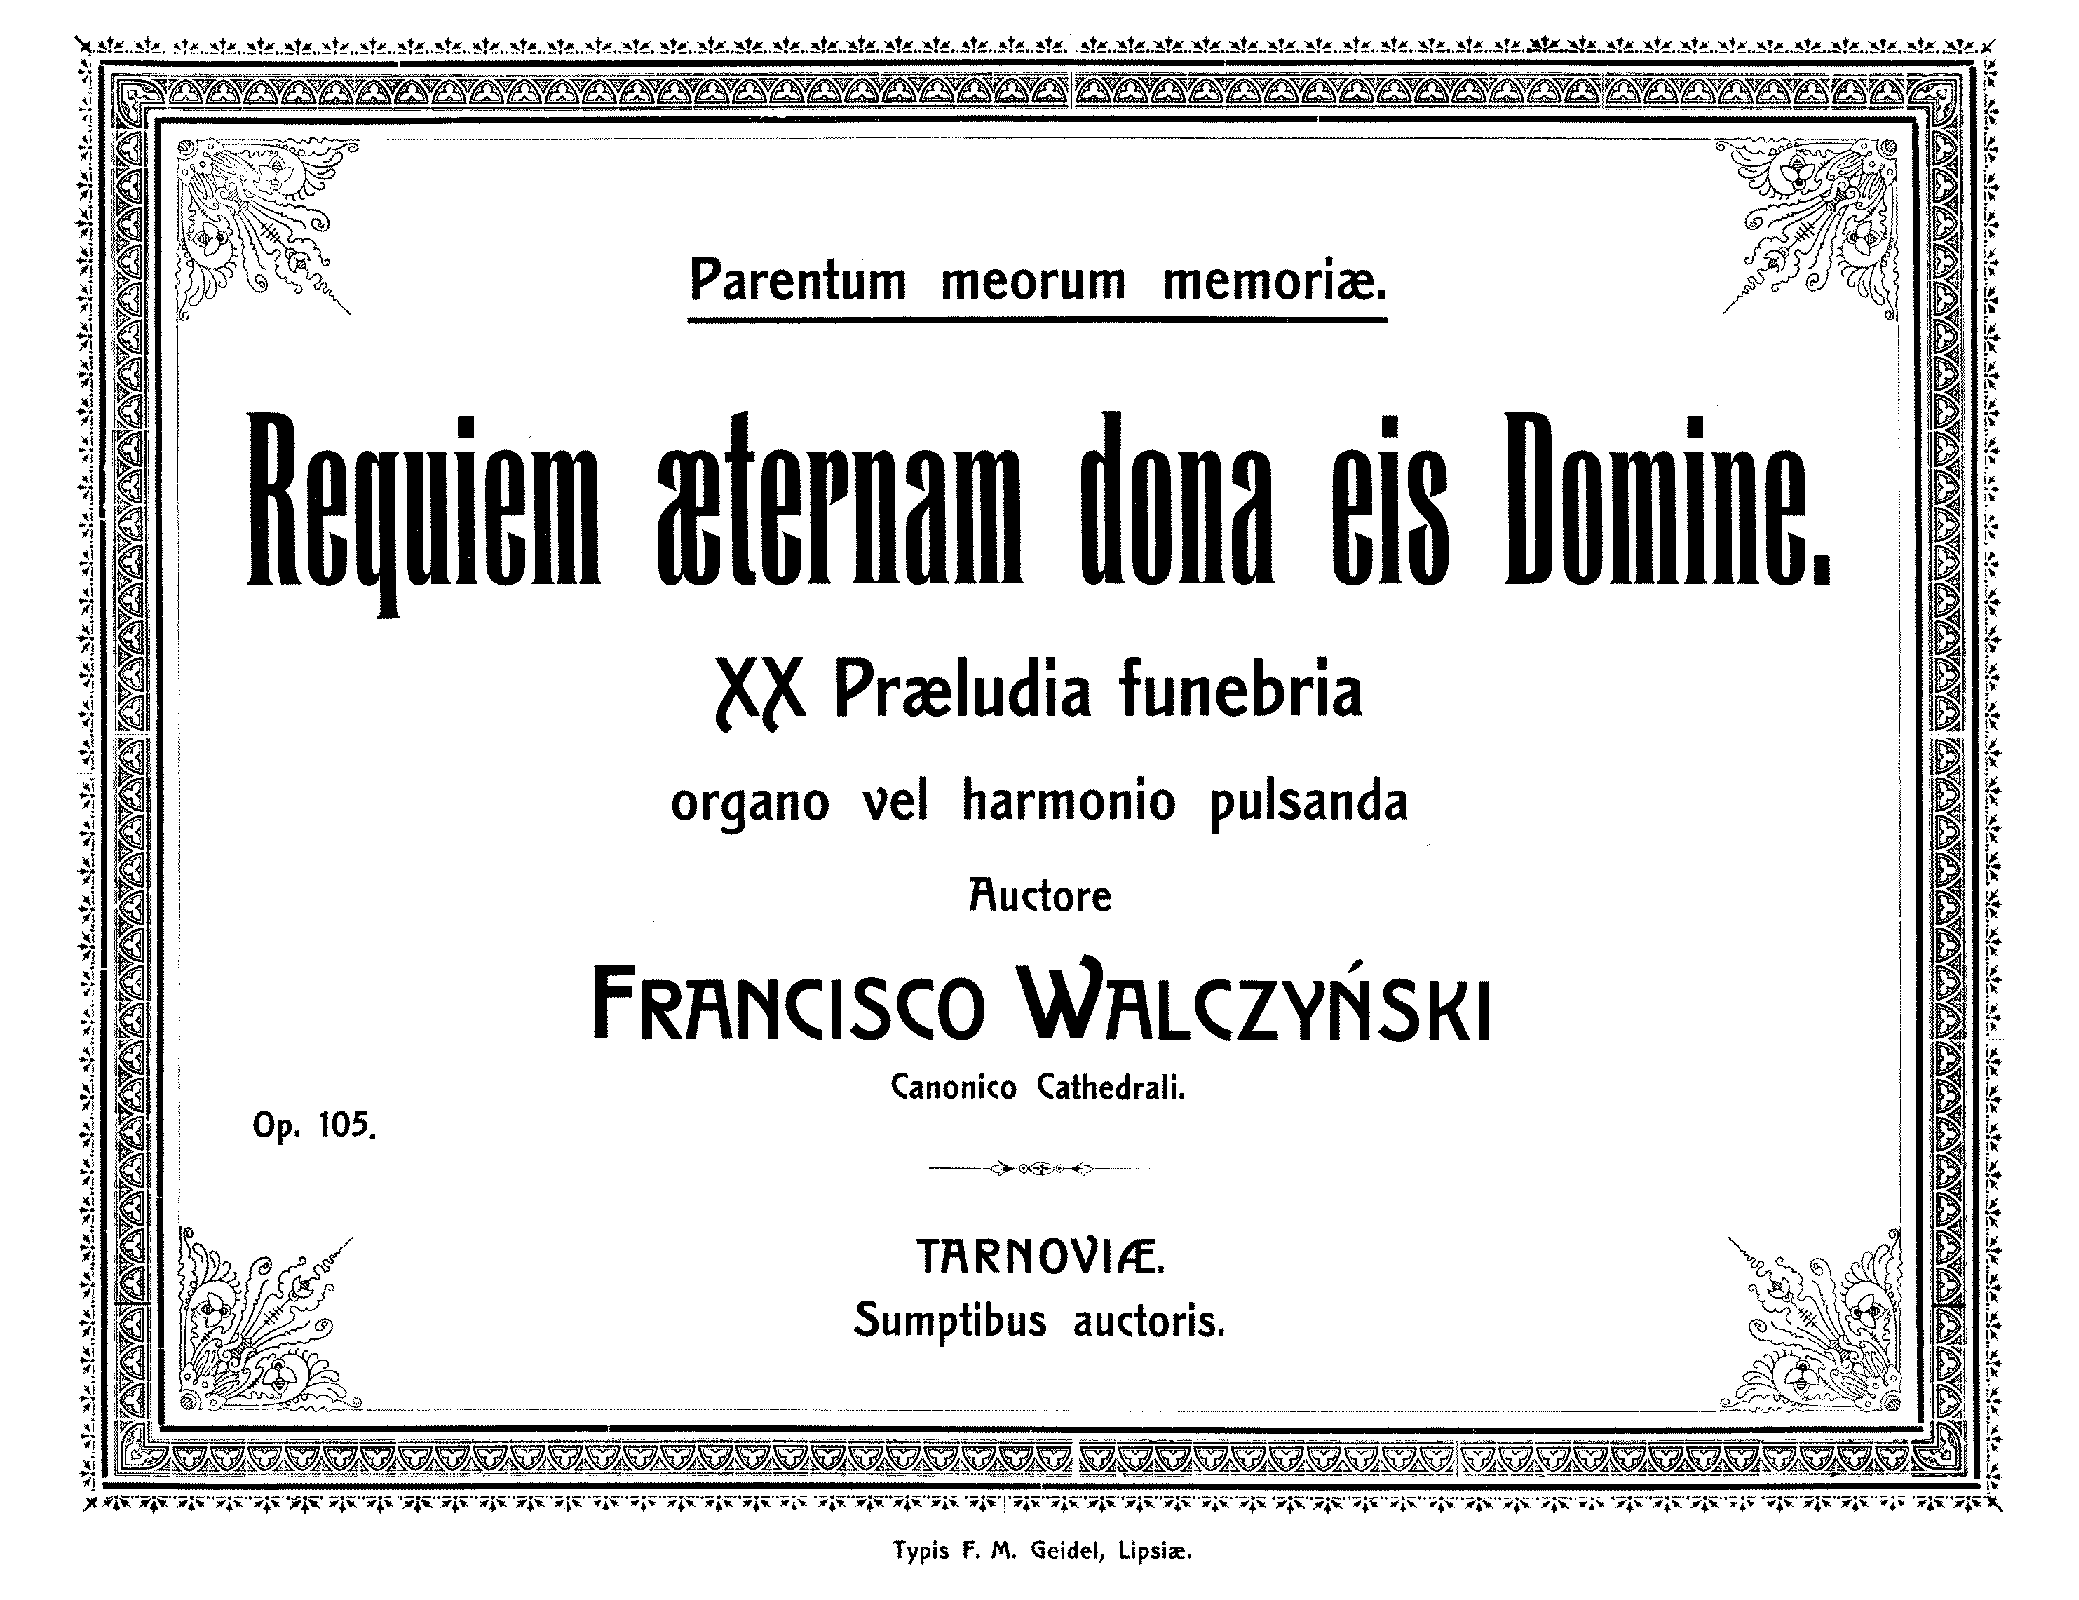 Parentum meorum memoriæ.
Requiem æternam dona eis Domine.
XX Præludia funebria
organo vel harmonio pulsanda
Auctore
FRANCISCO WALCZYŃSKI
Canonico Cathedrali.
Op. 105.
TARNOVIÆ.
Sumptibus auctoris.
Typis F. M. Geidel, Lipsiæ.